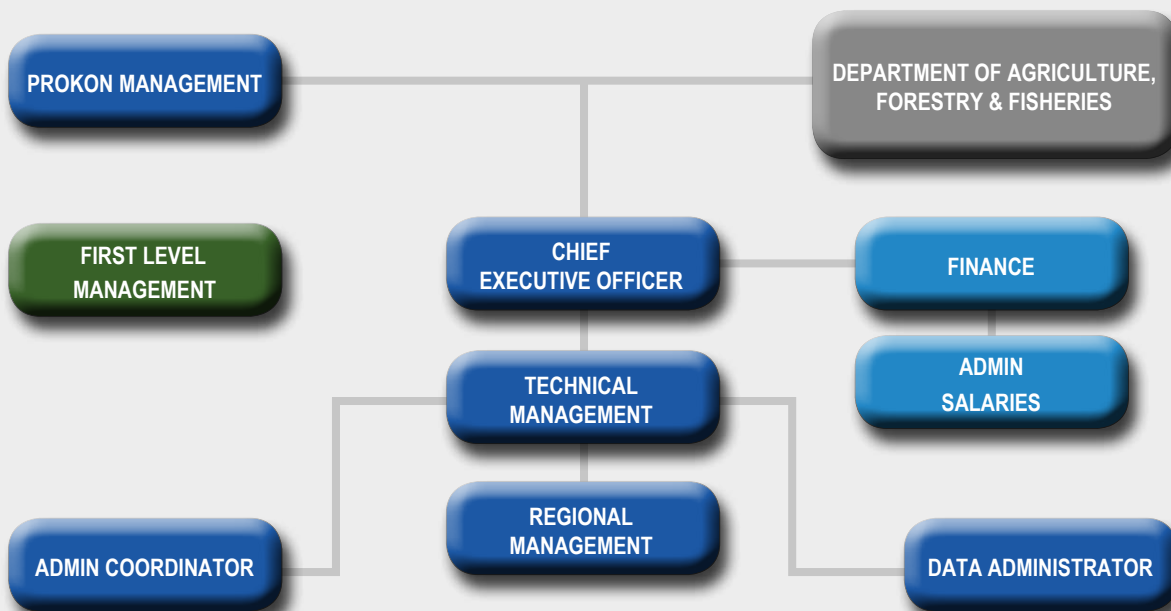 PROKON MANAGEMENT
DEPARTMENT OF AGRICULTURE,
FORESTRY & FISHERIES
FIRST LEVEL
MANAGEMENT
CHIEF
EXECUTIVE OFFICER
FINANCE
TECHNICAL
MANAGEMENT
ADMIN
SALARIES
REGIONAL
MANAGEMENT
ADMIN COORDINATOR
DATA ADMINISTRATOR